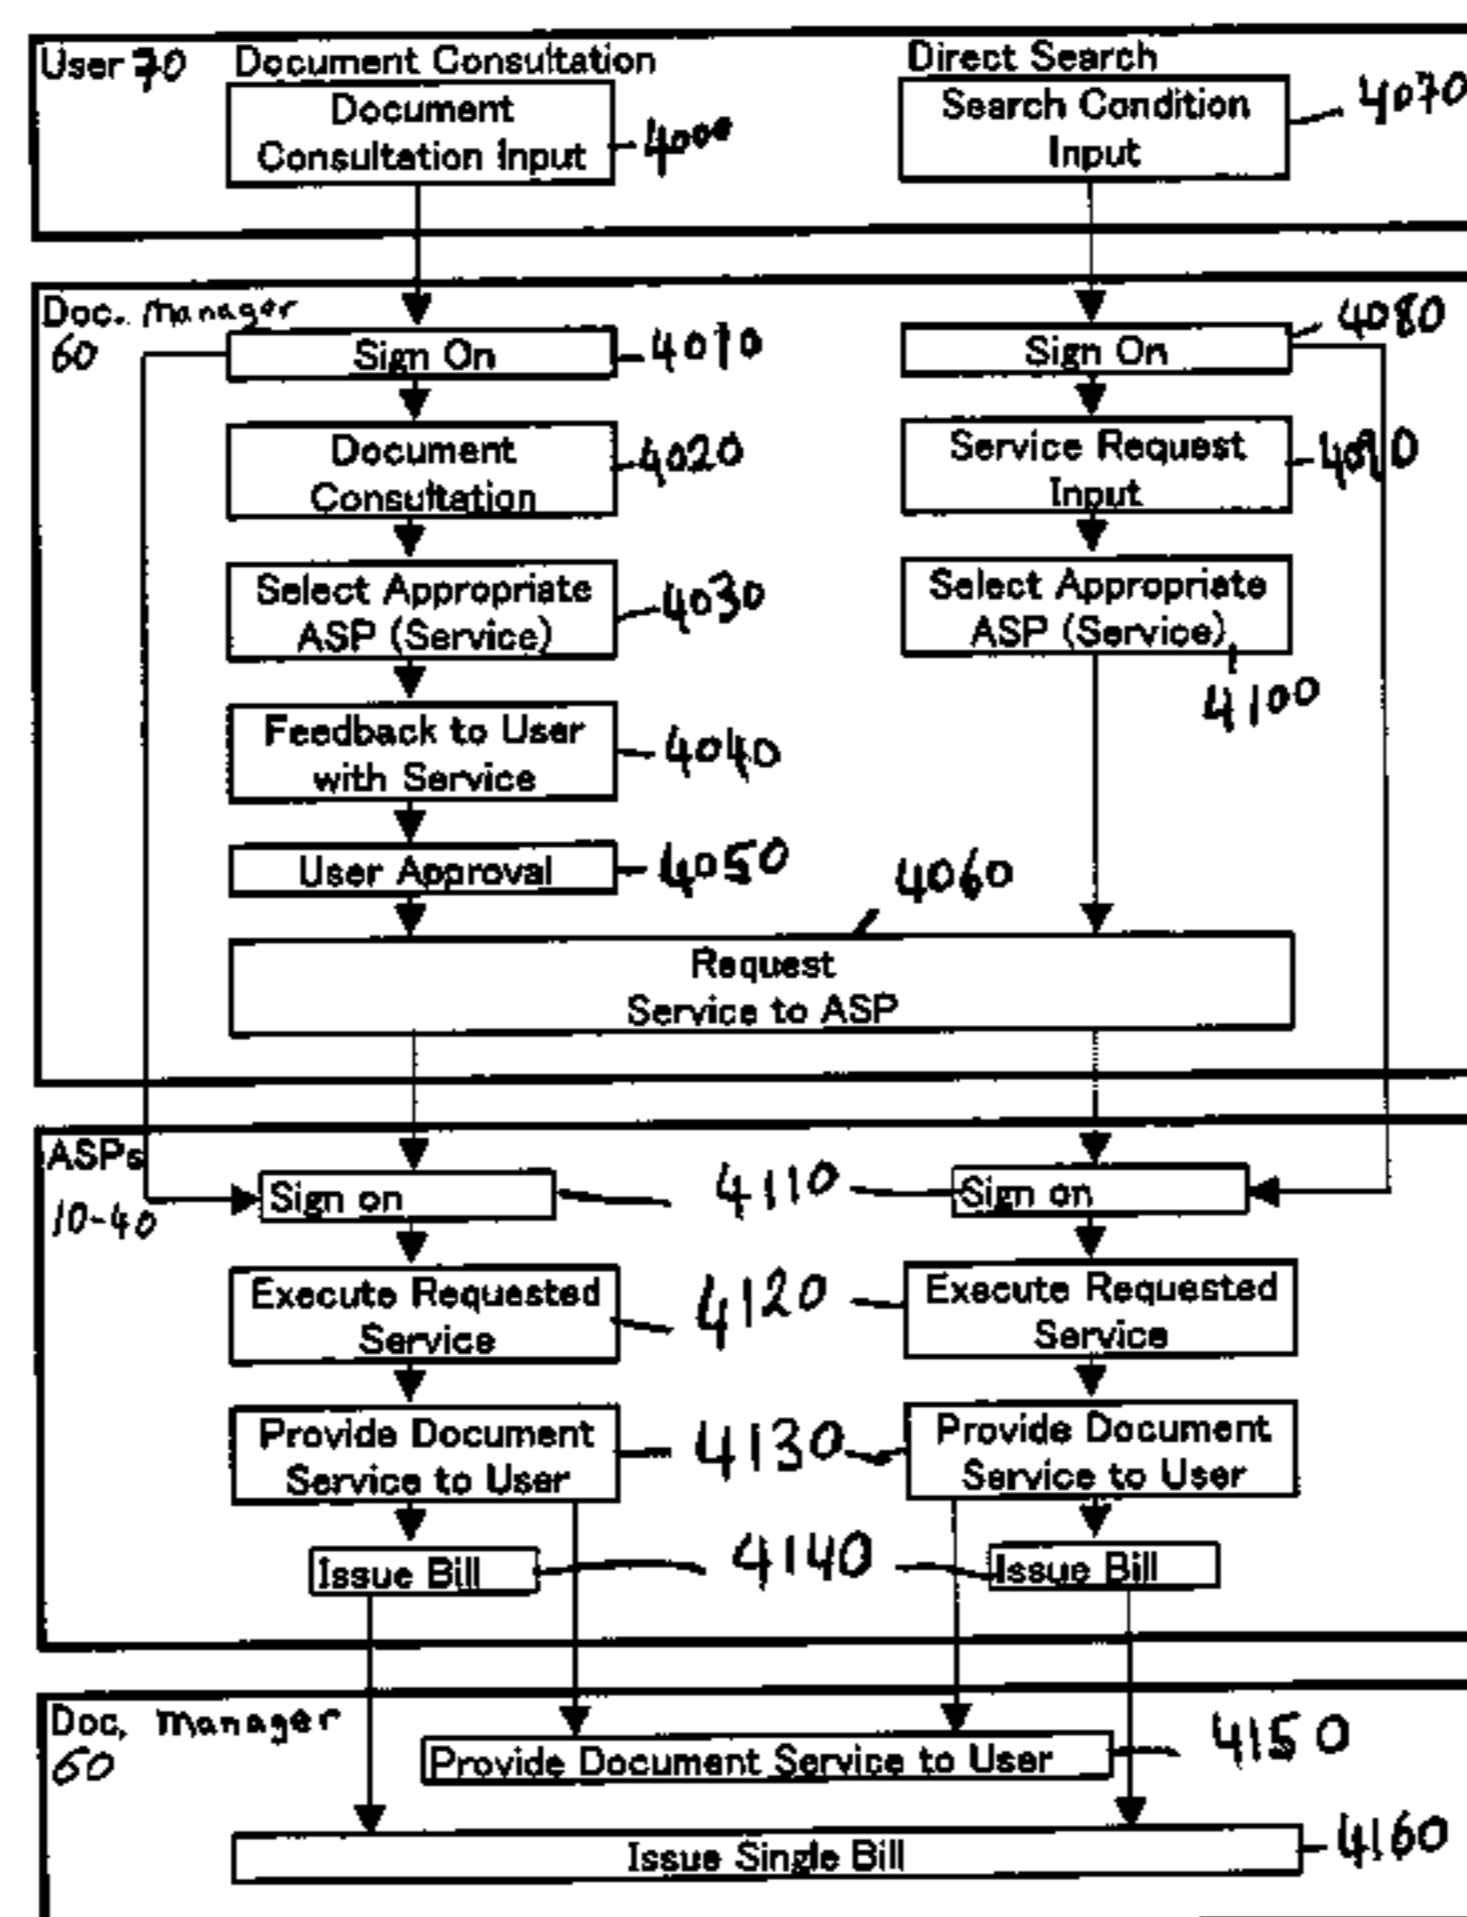 User 70
Document Consultation
Direct Search
Document
Consultation Input
4000
Search Condition
Input
4070
Doc. manager
60
Sign On
4010
Sign On
4080
Document
Consultation
4020
Service Request
Input
4090
Select Appropriate
ASP (Service)
4030
Select Appropriate
ASP (Service)
4100
Feedback to User
with Service
4040
User Approval
4050
4060
Request
Service to ASP
ASPs
10-40
Sign on
4110
Sign on
Execute Requested
Service
4120
Execute Requested
Service
Provide Document
Service to User
4130
Provide Document
Service to User
Issue Bill
4140
Issue Bill
Doc. manager
60
Provide Document Service to User
4150
Issue Single Bill
4160